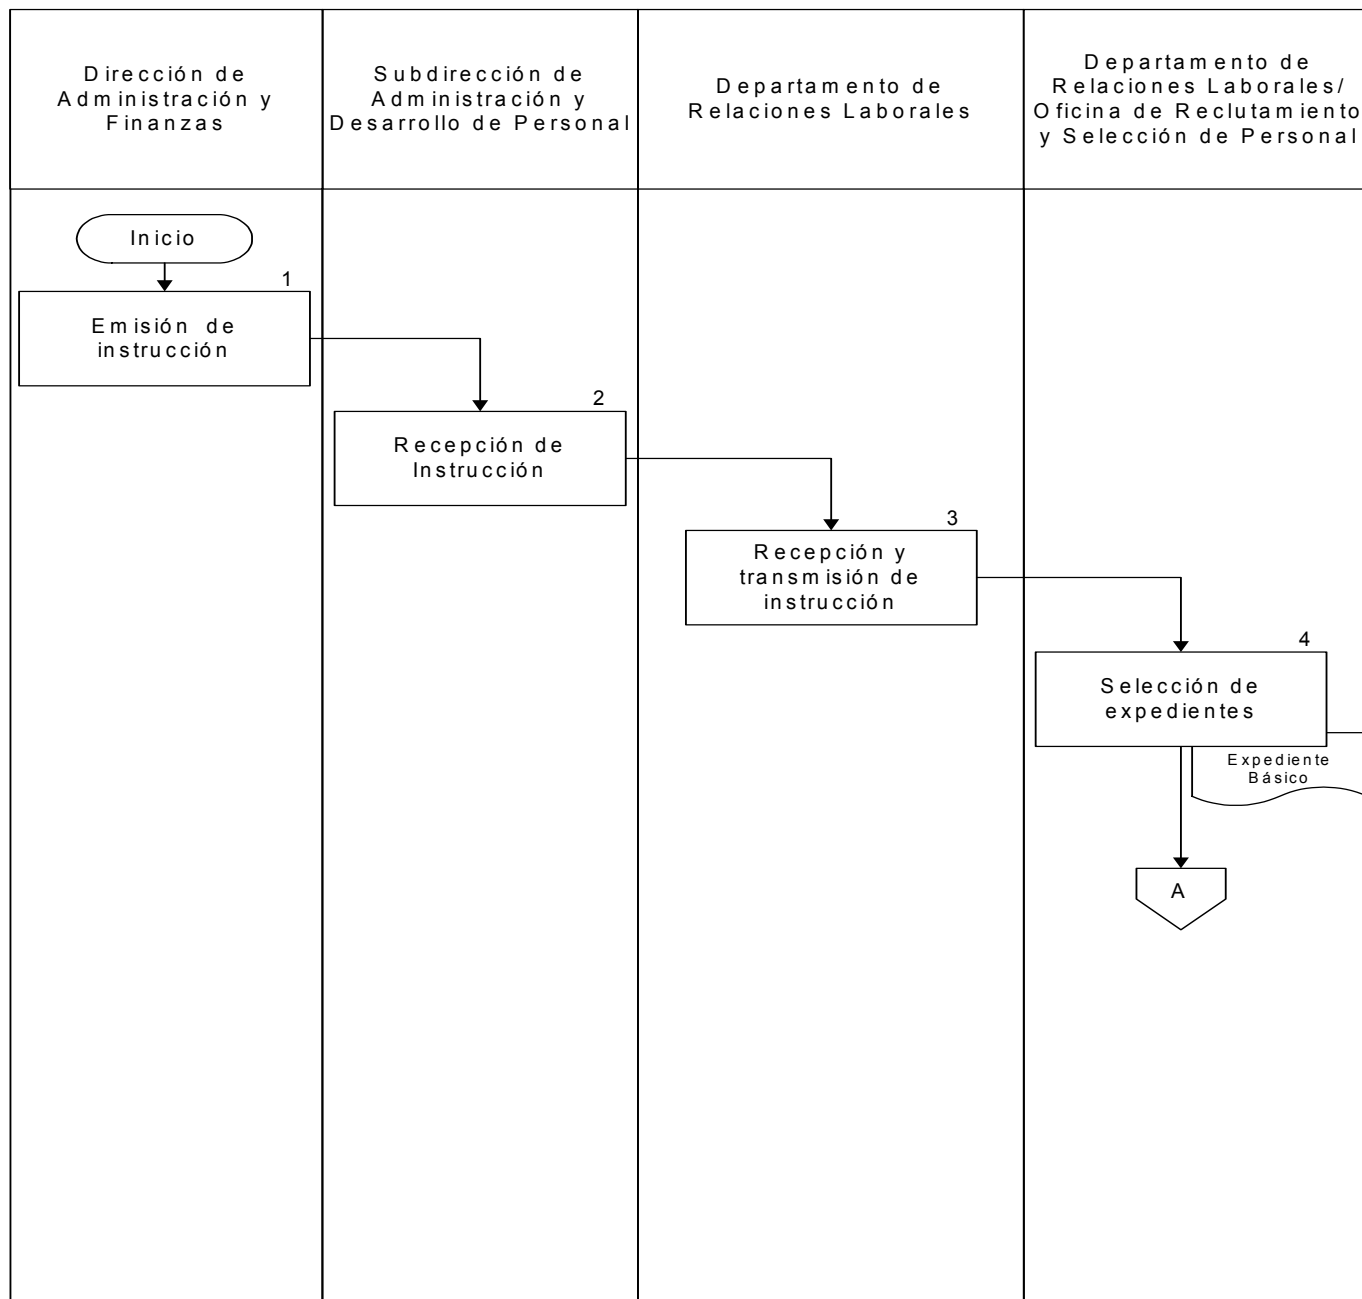 Dirección de
Administración y
Finanzas
Subdirección de
Administración y
Desarrollo de Personal
Departamento de
Relaciones Laborales
Departamento de
Relaciones Laborales/
Oficina de Reclutamiento
y Selección de Personal
Inicio
1
Emisión de
instrucción
2
Recepción de
Instrucción
3
Recepción y
transmisión de
instrucción
4
Selección de
expedientes
Expediente
Básico
A